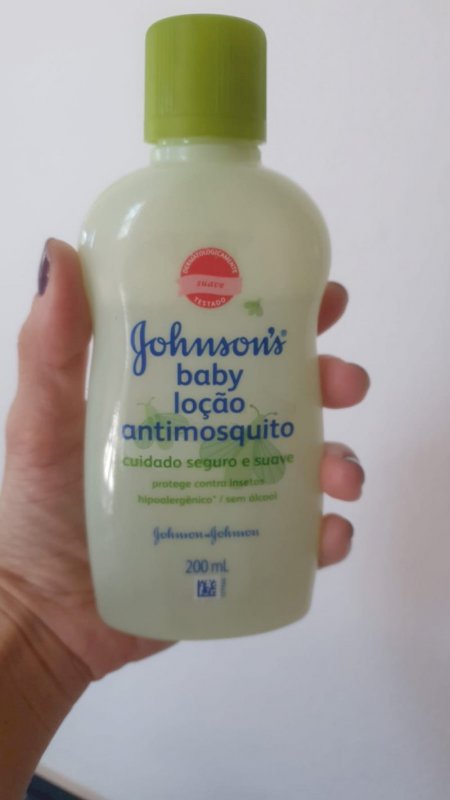 DERMATOLOGICAMENTE
suave
TESTADO
Johnson's®
baby
loção
antimosquito
cuidado seguro e suave
protege contra insetos
hipoalergênico* / sem álcool
Johnson & Johnson
200 mL